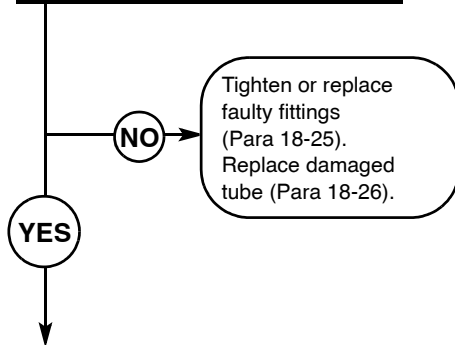 NO
Tighten or replace
faulty fittings
(Para 18-25).
Replace damaged
tube (Para 18-26).
YES